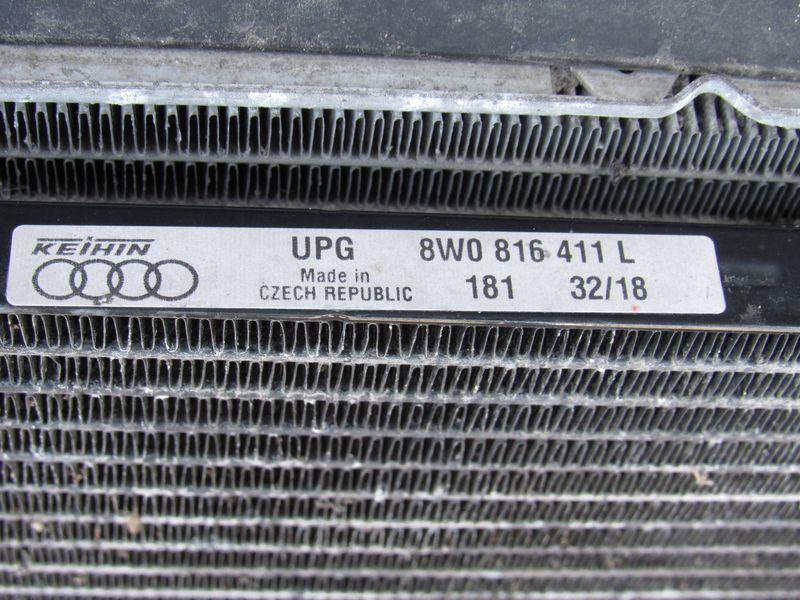 KEIHIN UPG 8W0 816 411 L
Made in 181 32/18
CZECH REPUBLIC